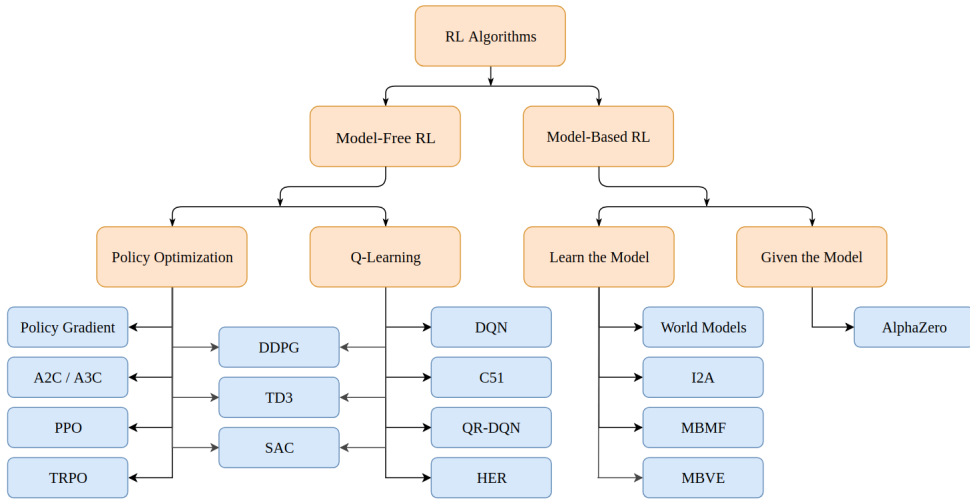 RL Algorithms
Model-Free RL
Model-Based RL
Policy Optimization
Q-Learning
Learn the Model
Given the Model
Policy Gradient
DDPG
DQN
World Models
AlphaZero
A2C / A3C
TD3
C51
I2A
PPO
SAC
QR-DQN
MBMF
TRPO
HER
MBVE